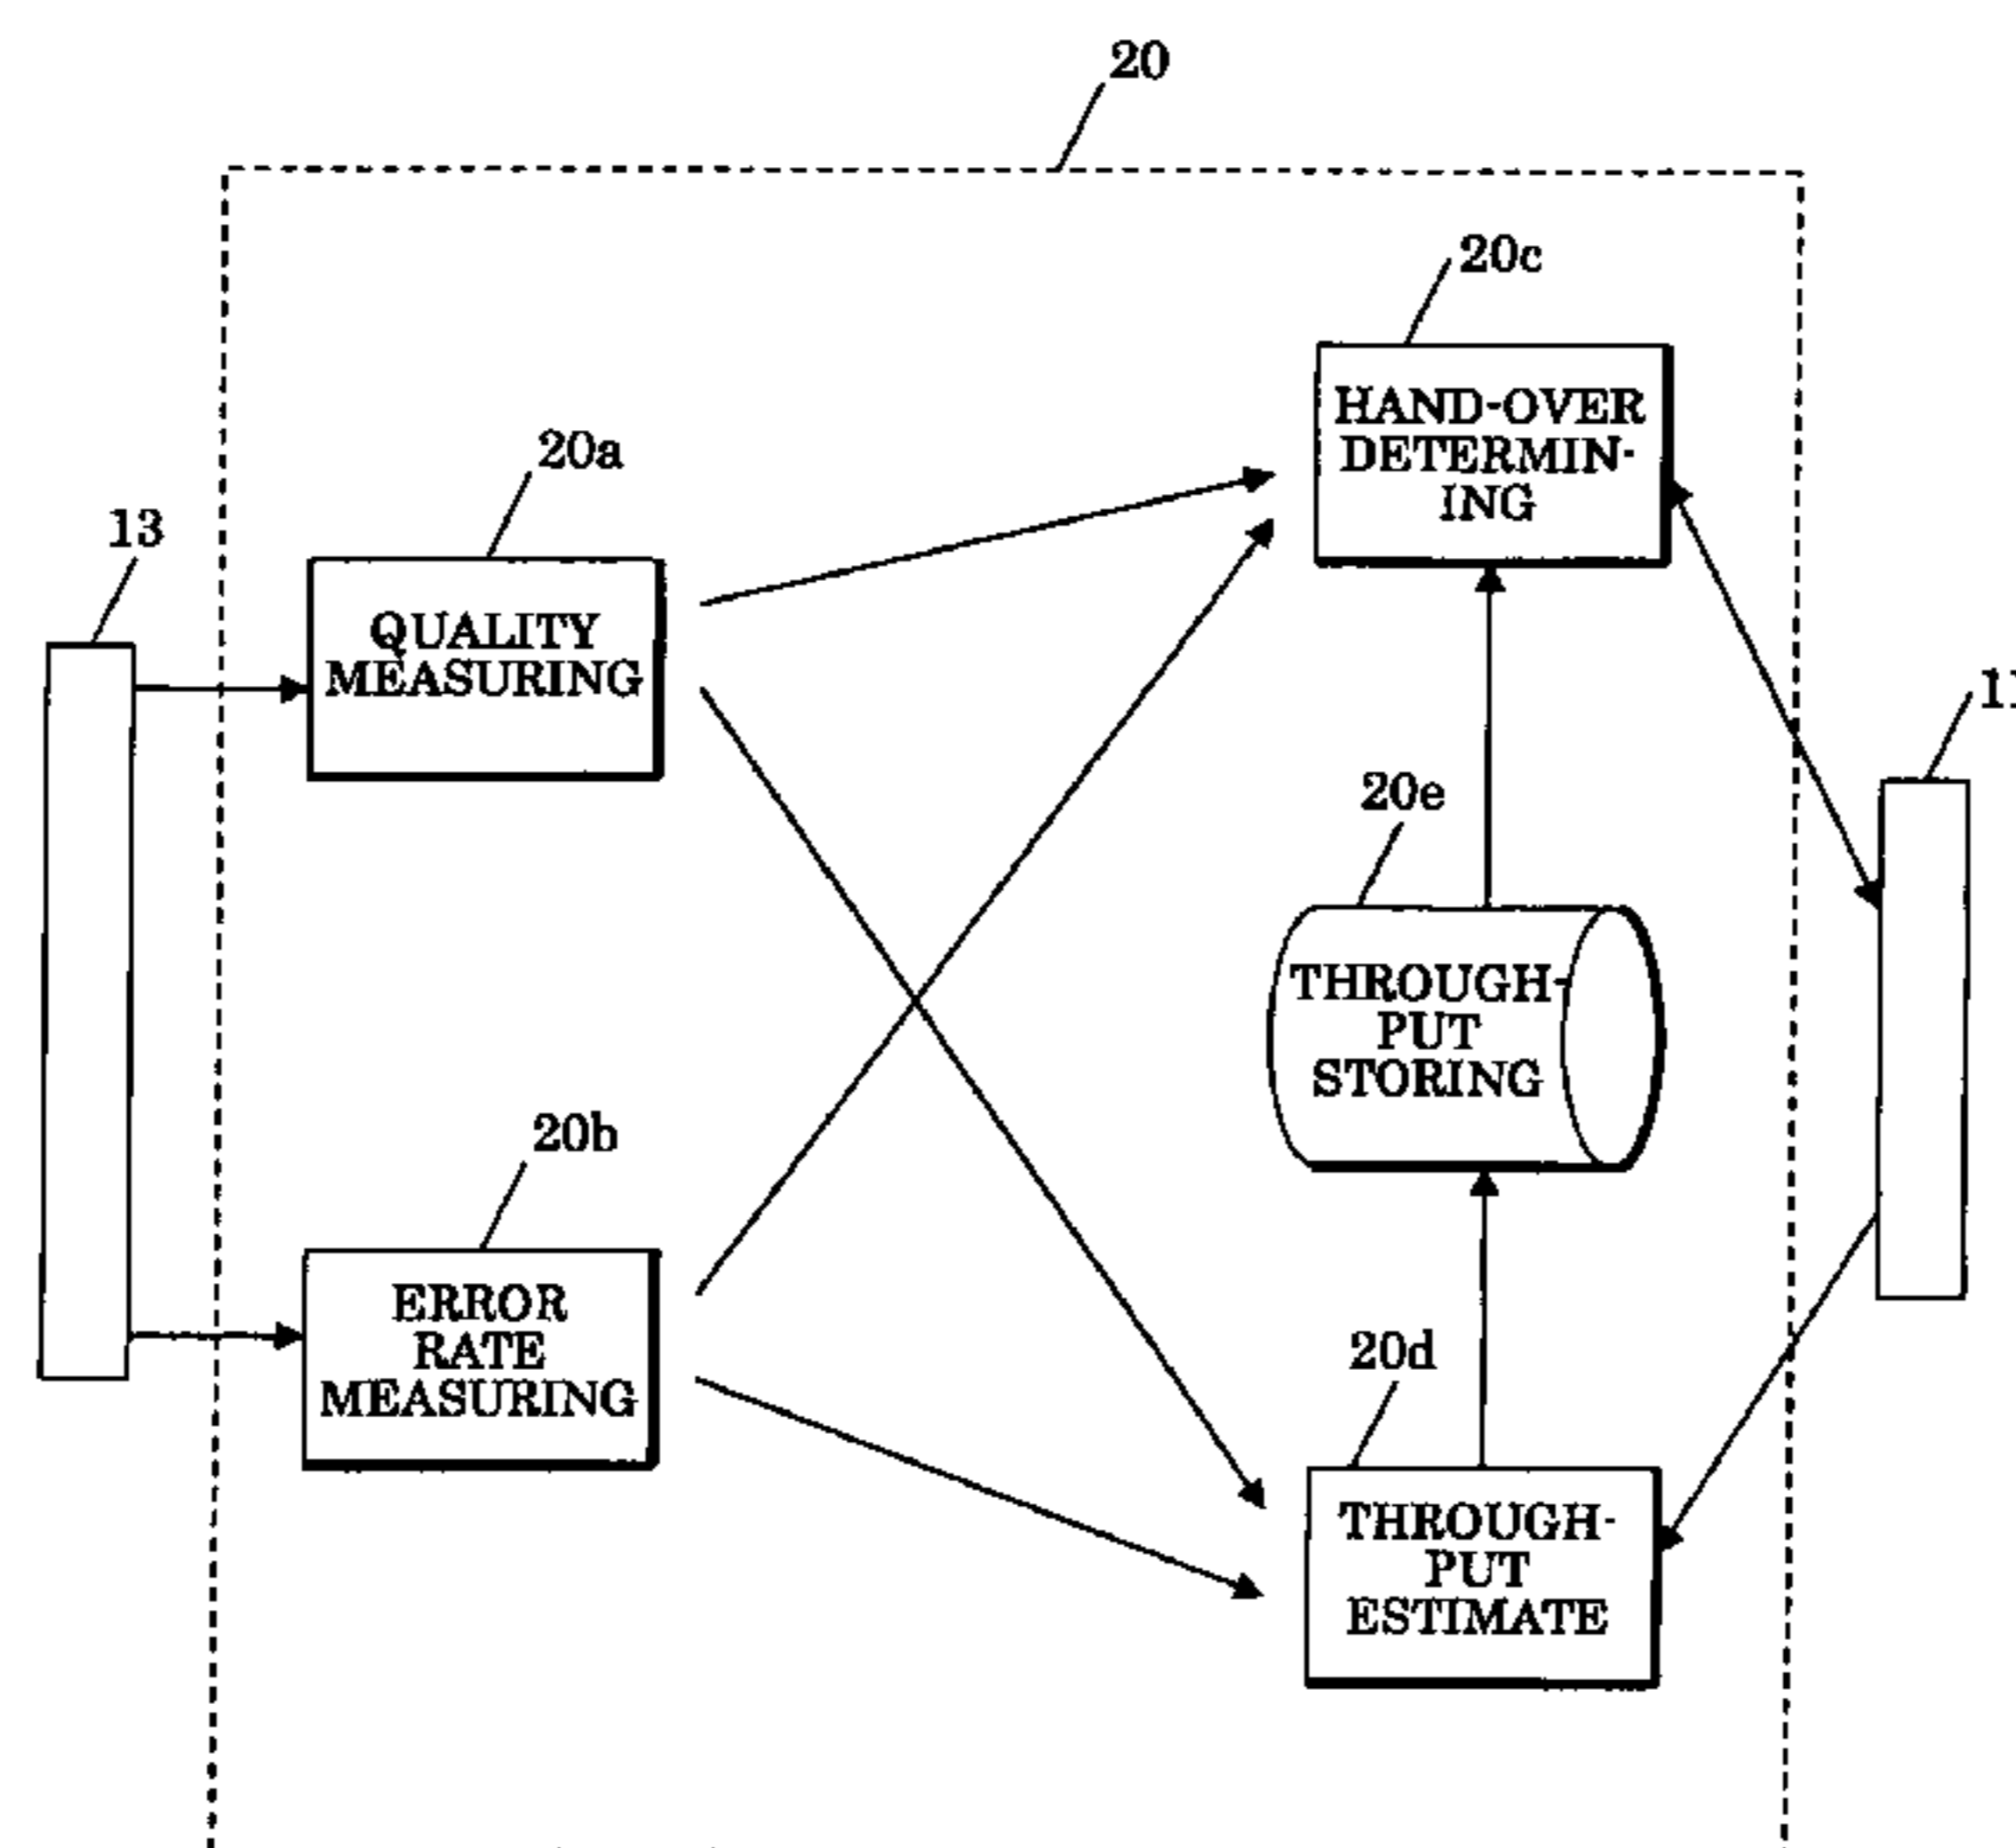 20
20c
HAND-OVER
DETERMIN-
ING
20a
13
QUALITY
MEASURING
11
20e
THROUGH-
PUT
STORING
20b
ERROR
RATE
MEASURING
20d
THROUGH-
PUT
ESTIMATE